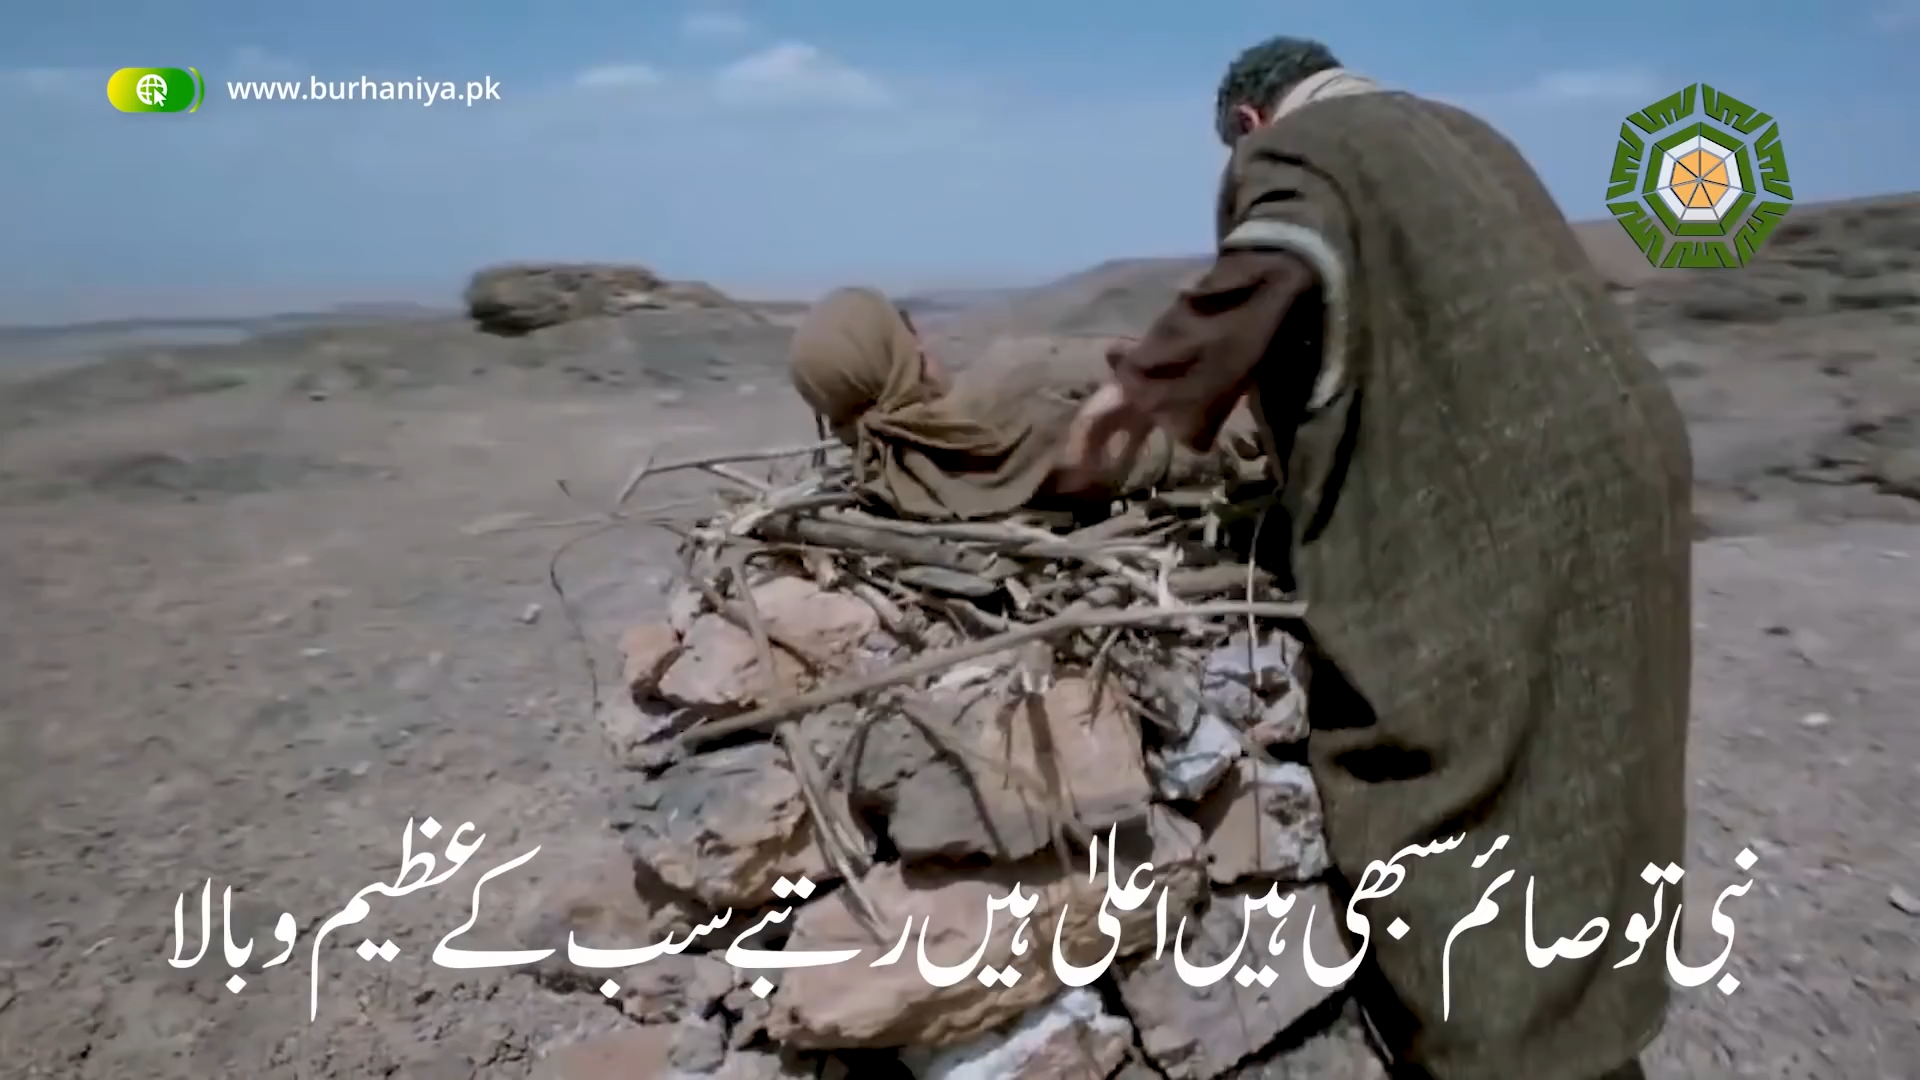 www.burhaniya.pk
نبی تو صائم سبھی ہیں اعلیٰ ہیں رتبے سب کے عظیم و بالا